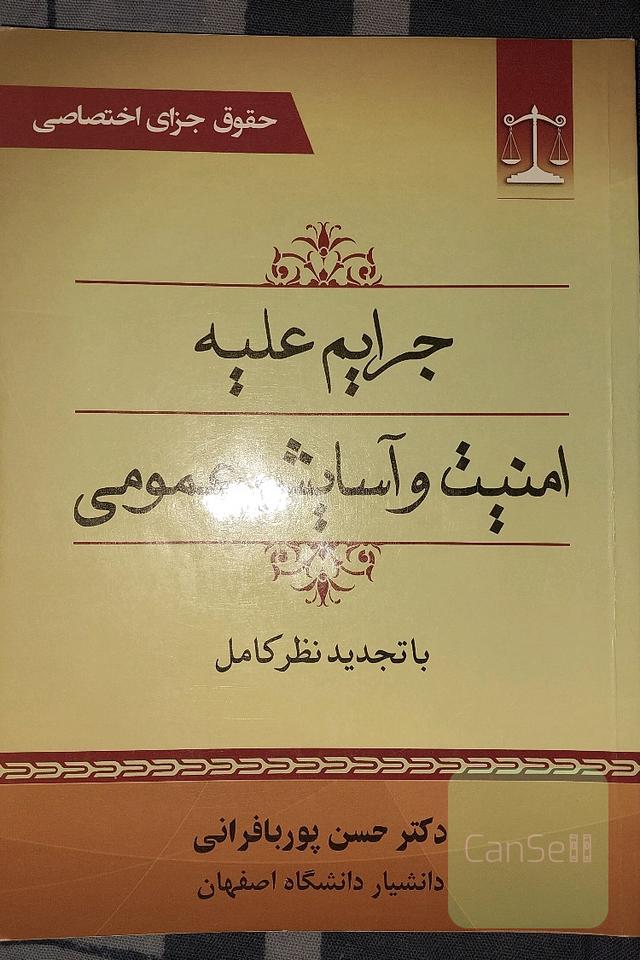 حقوق جزای اختصاصی
جرایم علیه
امنیت و آسایش عمومی
با تجدید نظر کامل
دکتر حسن پوربافرانی
دانشیار دانشگاه اصفهان
CanSell